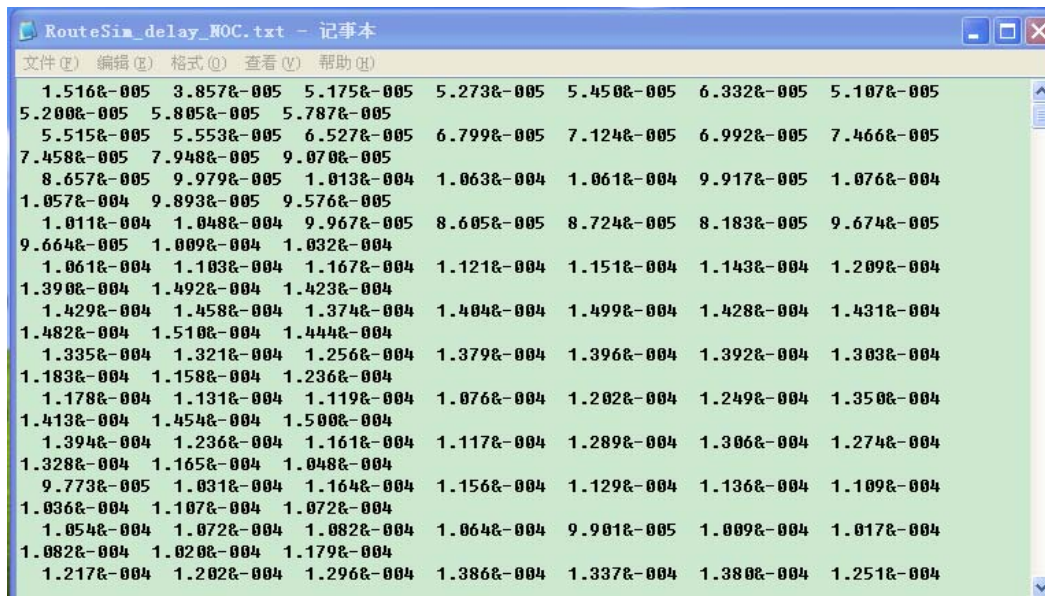 RouteSim_delay_NOC.txt - 记事本
文件(F) 编辑(E) 格式(O) 查看(V) 帮助(H)
1.516&-005 3.857&-005 5.175&-005 5.273&-005 5.450&-005 6.332&-005 5.107&-005
5.200&-005 5.805&-005 5.787&-005
5.515&-005 5.553&-005 6.527&-005 6.799&-005 7.124&-005 6.992&-005 7.466&-005
7.458&-005 7.948&-005 9.070&-005
8.657&-005 9.979&-005 1.013&-004 1.063&-004 1.061&-004 9.917&-005 1.076&-004
1.057&-004 9.893&-005 9.576&-005
1.011&-004 1.048&-004 9.967&-005 8.605&-005 8.724&-005 8.183&-005 9.674&-005
9.664&-005 1.009&-004 1.032&-004
1.061&-004 1.103&-004 1.167&-004 1.121&-004 1.151&-004 1.143&-004 1.209&-004
1.390&-004 1.492&-004 1.423&-004
1.429&-004 1.458&-004 1.374&-004 1.404&-004 1.499&-004 1.428&-004 1.431&-004
1.482&-004 1.510&-004 1.444&-004
1.335&-004 1.321&-004 1.256&-004 1.379&-004 1.396&-004 1.392&-004 1.303&-004
1.183&-004 1.158&-004 1.236&-004
1.178&-004 1.131&-004 1.119&-004 1.076&-004 1.202&-004 1.249&-004 1.350&-004
1.413&-004 1.454&-004 1.500&-004
1.394&-004 1.236&-004 1.161&-004 1.117&-004 1.289&-004 1.306&-004 1.274&-004
1.328&-004 1.165&-004 1.048&-004
9.773&-005 1.031&-004 1.164&-004 1.156&-004 1.129&-004 1.136&-004 1.109&-004
1.036&-004 1.107&-004 1.072&-004
1.054&-004 1.072&-004 1.082&-004 1.064&-004 9.901&-005 1.009&-004 1.017&-004
1.082&-004 1.020&-004 1.179&-004
1.217&-004 1.202&-004 1.296&-004 1.386&-004 1.337&-004 1.380&-004 1.251&-004